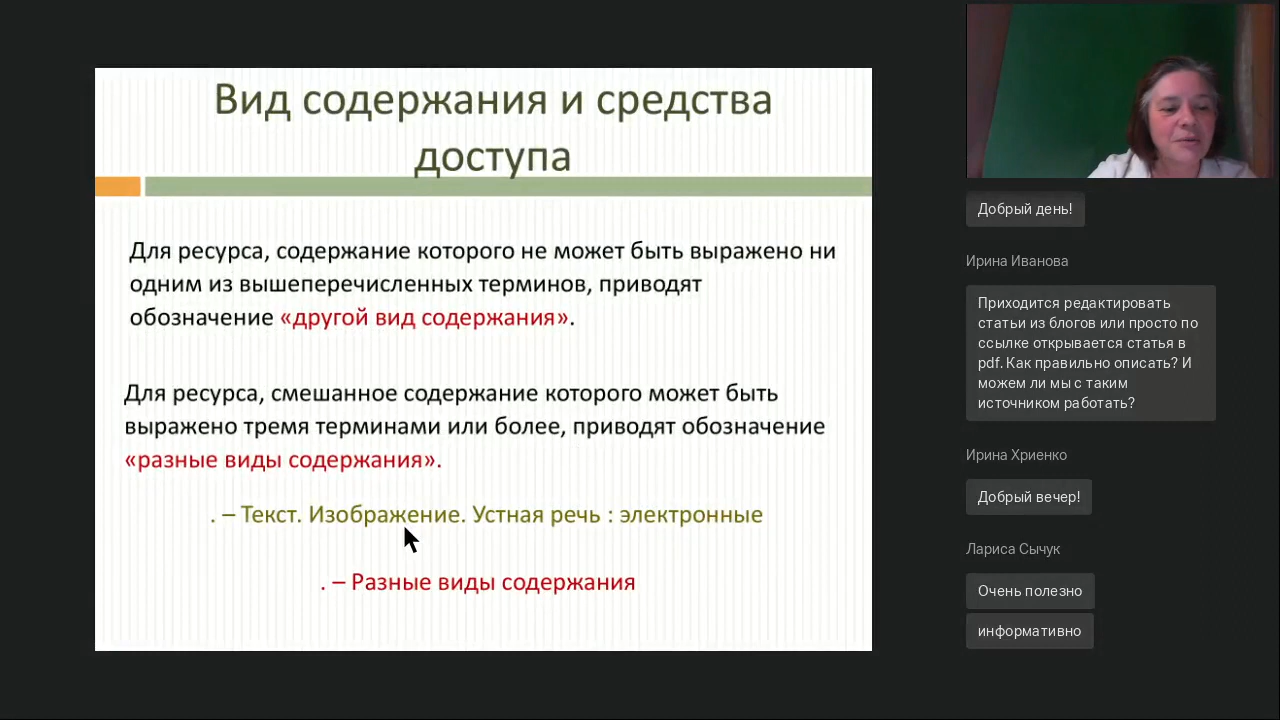 Вид содержания и средства
доступа
Для ресурса, содержание которого не может быть выражено ни
одним из вышеперечисленных терминов, приводят
обозначение «другой вид содержания».
Для ресурса, смешанное содержание которого может быть
выражено тремя терминами или более, приводят обозначение
«разные виды содержания».
. – Текст. Изображение. Устная речь : электронные
. – Разные виды содержания
Добрый день!
Ирина Иванова
Приходится редактировать
статьи из блогов или просто по
ссылке открывается статья в
pdf. Как правильно описать? И
можем ли мы с таким
источником работать?
Ирина Хриенко
Добрый вечер!
Лариса Сычук
Очень полезно
информативно